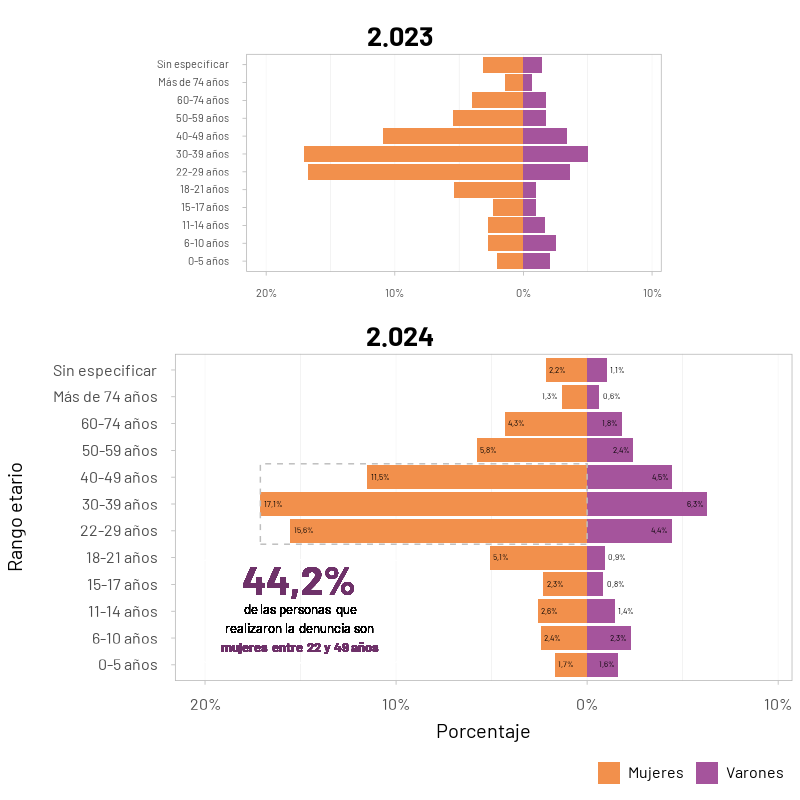 2.023
Sin especificar
Más de 74 años
60-74 años
50-59 años
40-49 años
30-39 años
22-29 años
18-21 años
15-17 años
11-14 años
6-10 años
0-5 años
20% 10% 0% 10%
2.024
Rango etario
Sin especificar 2,2% 1,1%
Más de 74 años 1,3% 0,6%
60-74 años 4,3% 1,8%
50-59 años 5,8% 2,4%
40-49 años 11,5% 4,5%
30-39 años 17,1% 6,3%
22-29 años 15,6% 4,4%
18-21 años 5,1% 0,9%
15-17 años 2,3% 0,8%
11-14 años 2,6% 1,4%
6-10 años 2,4% 2,3%
0-5 años 1,7% 1,6%
44,2%
de las personas que
realizaron la denuncia son
mujeres entre 22 y 49 años
20% 10% 0% 10%
Porcentaje
Mujeres Varones